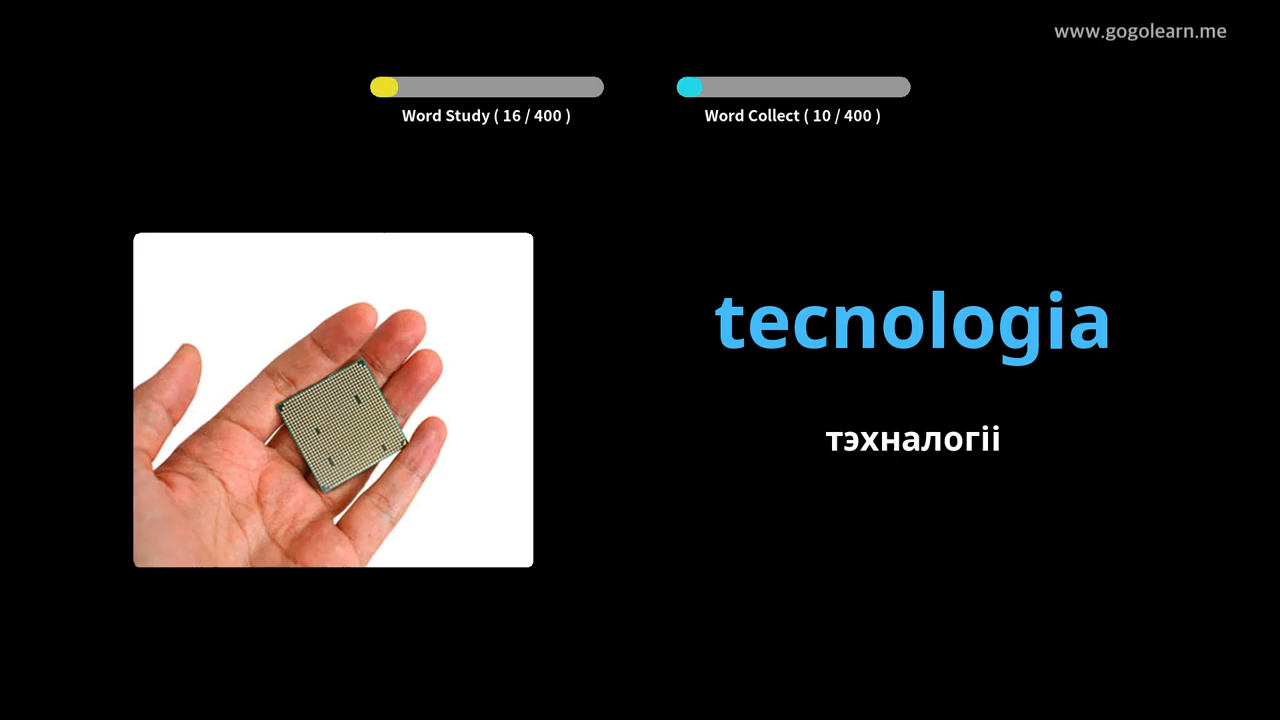 www.gogolearn.me
Word Study ( 16 / 400 )
Word Collect ( 10 / 400 )
tecnologia
тэхналогіі